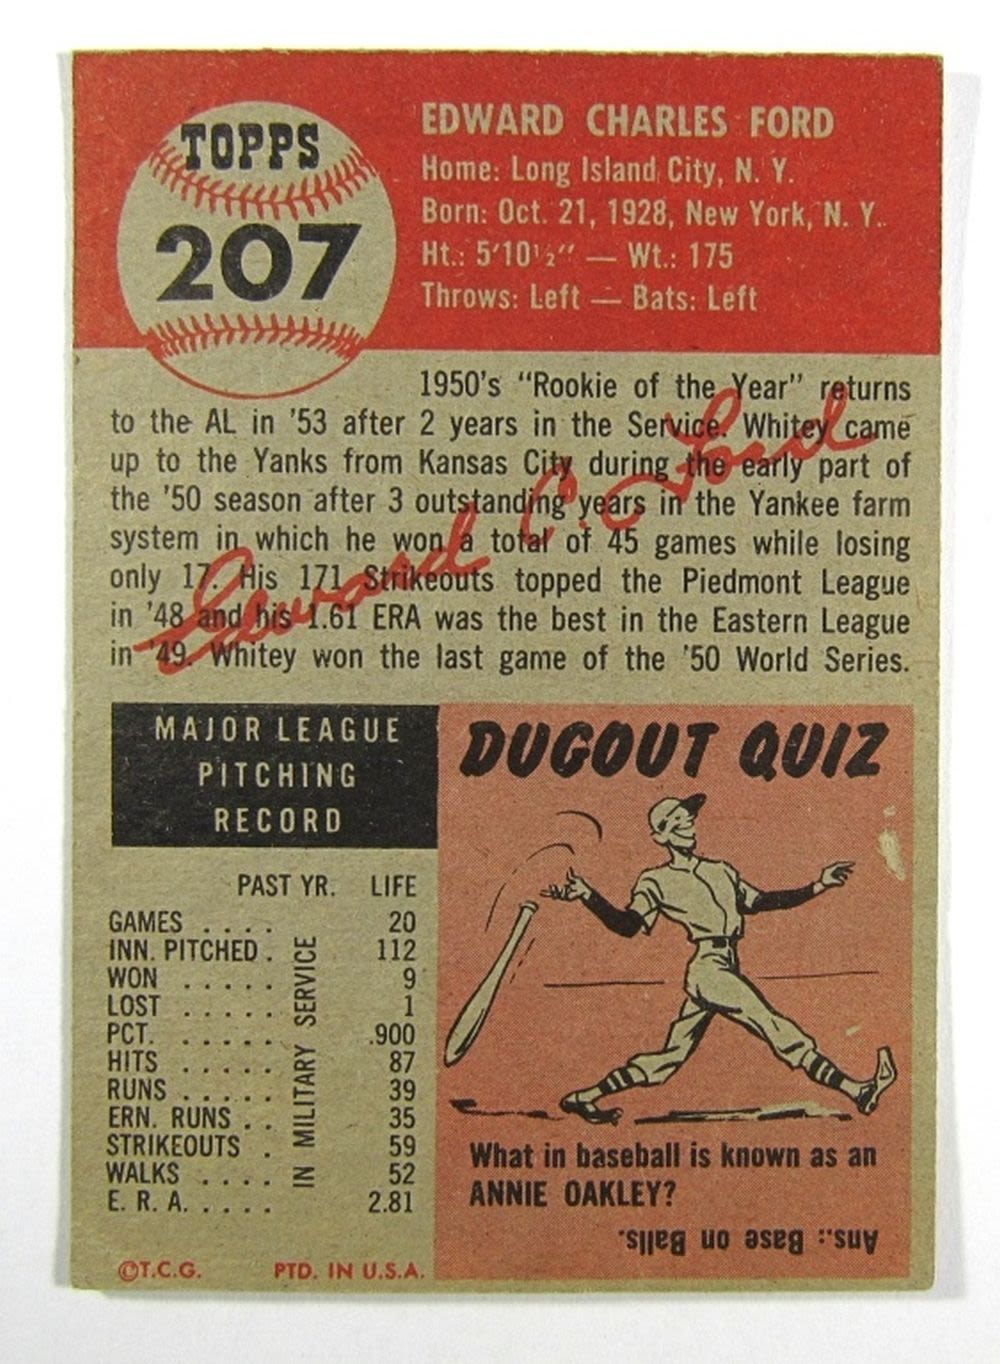 TOPPS
207
EDWARD CHARLES FORD
Home: Long Island City, N. Y.
Born: Oct. 21, 1928, New York, N. Y.
Ht.: 5'10½" — Wt.: 175
Throws: Left — Bats: Left
1950's "Rookie of the Year" returns
to the AL in '53 after 2 years in the Service. Whitey came
up to the Yanks from Kansas City during the early part of
the '50 season after 3 outstanding years in the Yankee farm
system in which he won a total of 45 games while losing
only 17. His 171 Strikeouts topped the Piedmont League
in '48 and his 1.61 ERA was the best in the Eastern League
in '49. Whitey won the last game of the '50 World Series.
Edward C. Ford
MAJOR LEAGUE
PITCHING
RECORD
PAST YR. LIFE
GAMES . . . . 20
INN. PITCHED . 112
WON . . . . . 9
LOST . . . . . 1
PCT. . . . . . .900
HITS . . . . . 87
RUNS . . . . . 39
ERN. RUNS . . 35
STRIKEOUTS . 59
WALKS . . . . 52
E. R. A. . . . . 2.81
IN MILITARY SERVICE
©T.C.G. PTD. IN U.S.A.
DUGOUT QUIZ
What in baseball is known as an
ANNIE OAKLEY?
Ans.: Base on Balls.